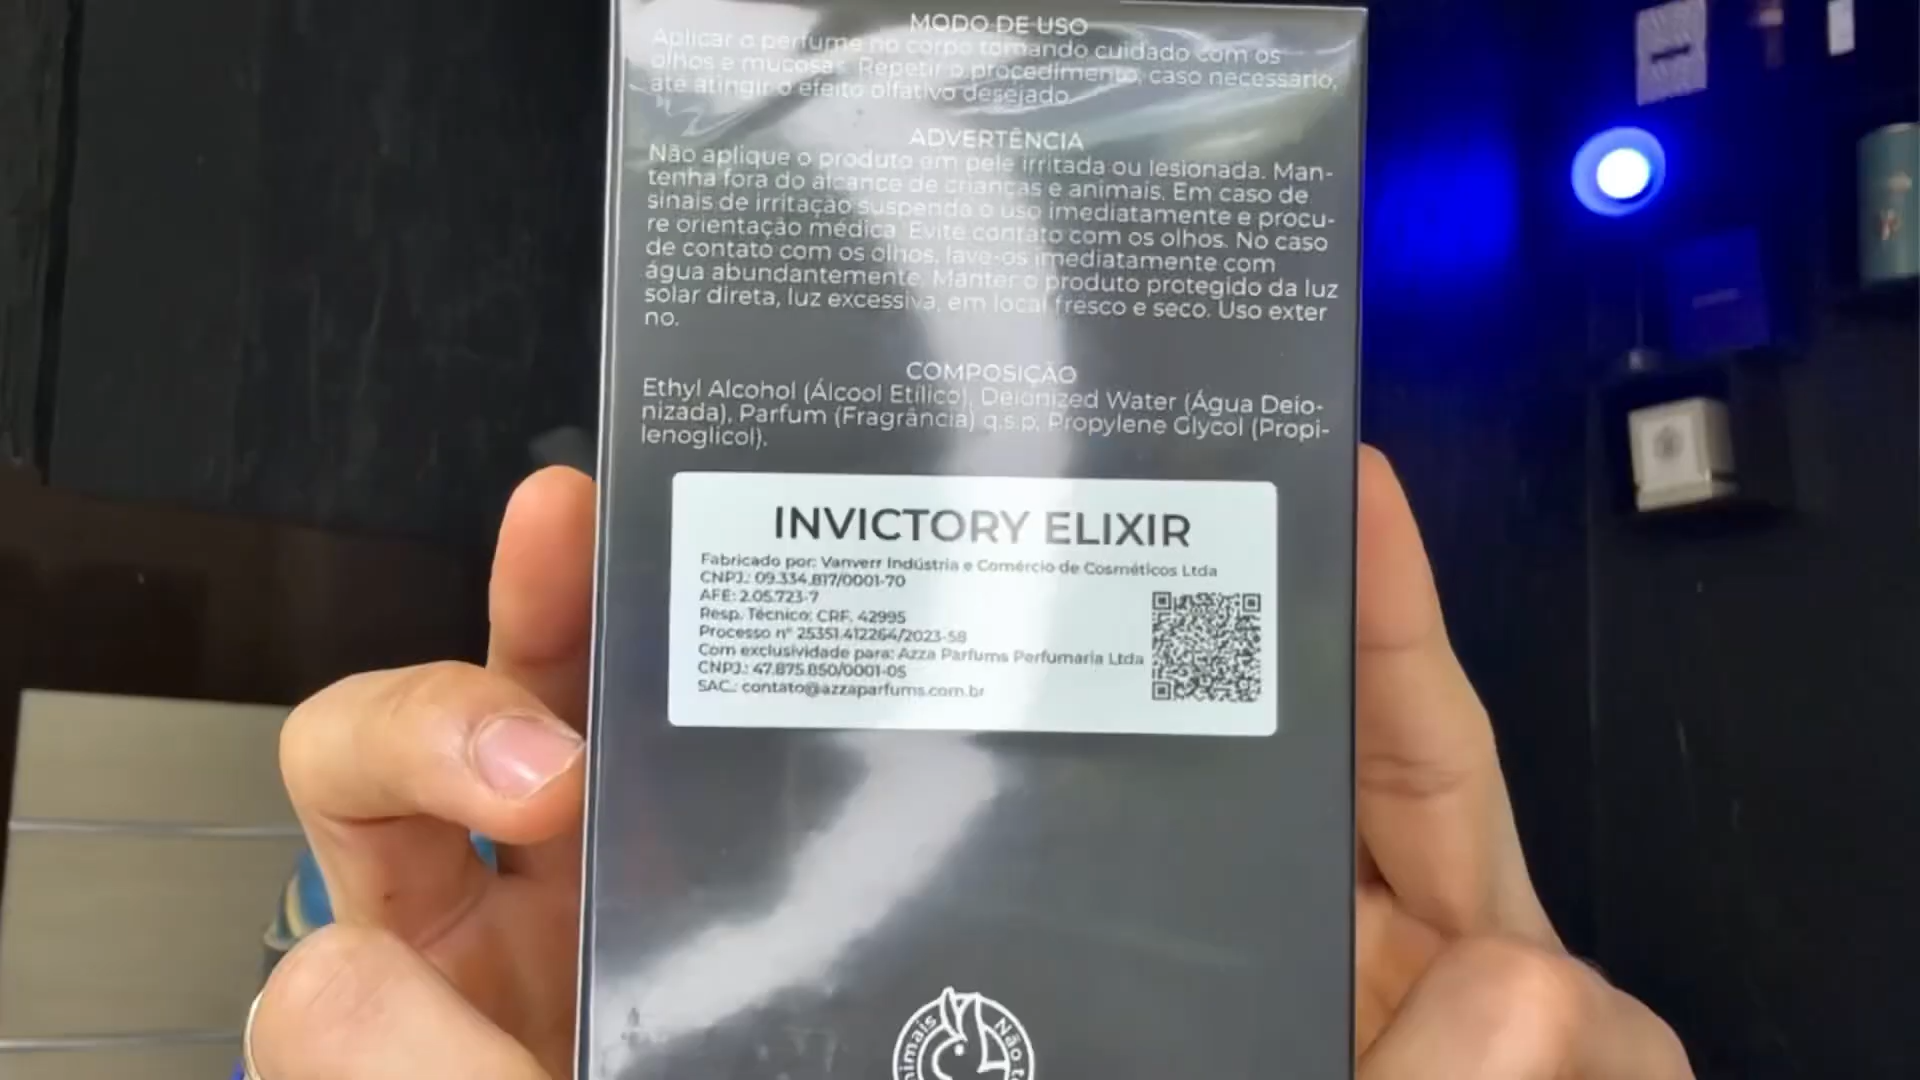 MODO DE USO
Aplicar o perfume no corpo tomando cuidado com os
olhos e mucosas. Repetir o procedimento, caso necessario,
até atingir o efeito olfativo desejado.
ADVERTÊNCIA
Não aplique o produto em pele irritada ou lesionada. Man-
tenha fora do alcance de crianças e animais. Em caso de
sinais de irritação suspenda o uso imediatamente e procu-
re orientação médica. Evite contato com os olhos. No caso
de contato com os olhos, lave-os imediatamente com
água abundantemente. Manter o produto protegido da luz
solar direta, luz excessiva, em local fresco e seco. Uso exter
no.
COMPOSIÇÃO
Ethyl Alcohol (Álcool Etílico), Deionized Water (Água Deio-
nizada), Parfum (Fragrância) q.s.p, Propylene Glycol (Propi-
lenoglicol).
INVICTORY ELIXIR
Fabricado por: Vanverr Indústria e Comércio de Cosméticos Ltda
CNPJ.: 09.334.817/0001-70
AFE: 2.05.723-7
Resp. Técnico: CRF. 42995
Processo n° 25351.412264/2023-58
Com exclusividade para: Azza Parfums Perfumaria Ltda
CNPJ.: 47.875.850/0001-05
SAC.: contato@azzaparfums.com.br
Não